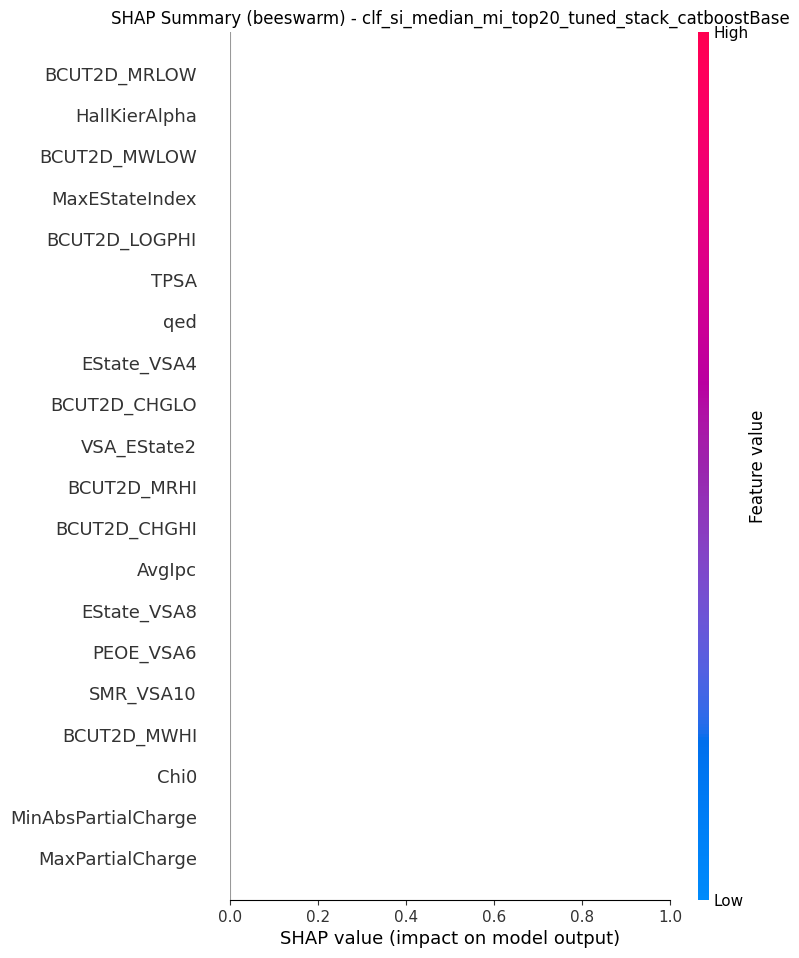 SHAP Summary (beeswarm) - clf_si_median_mi_top20_tuned_stack_catboostBase
High
BCUT2D_MRLOW
HallKierAlpha
BCUT2D_MWLOW
MaxEStateIndex
BCUT2D_LOGPHI
TPSA
qed
EState_VSA4
BCUT2D_CHGLO
VSA_EState2
BCUT2D_MRHI
BCUT2D_CHGHI
AvgIpc
EState_VSA8
PEOE_VSA6
SMR_VSA10
BCUT2D_MWHI
Chi0
MinAbsPartialCharge
MaxPartialCharge
Feature value
Low
0.0 0.2 0.4 0.6 0.8 1.0
SHAP value (impact on model output)